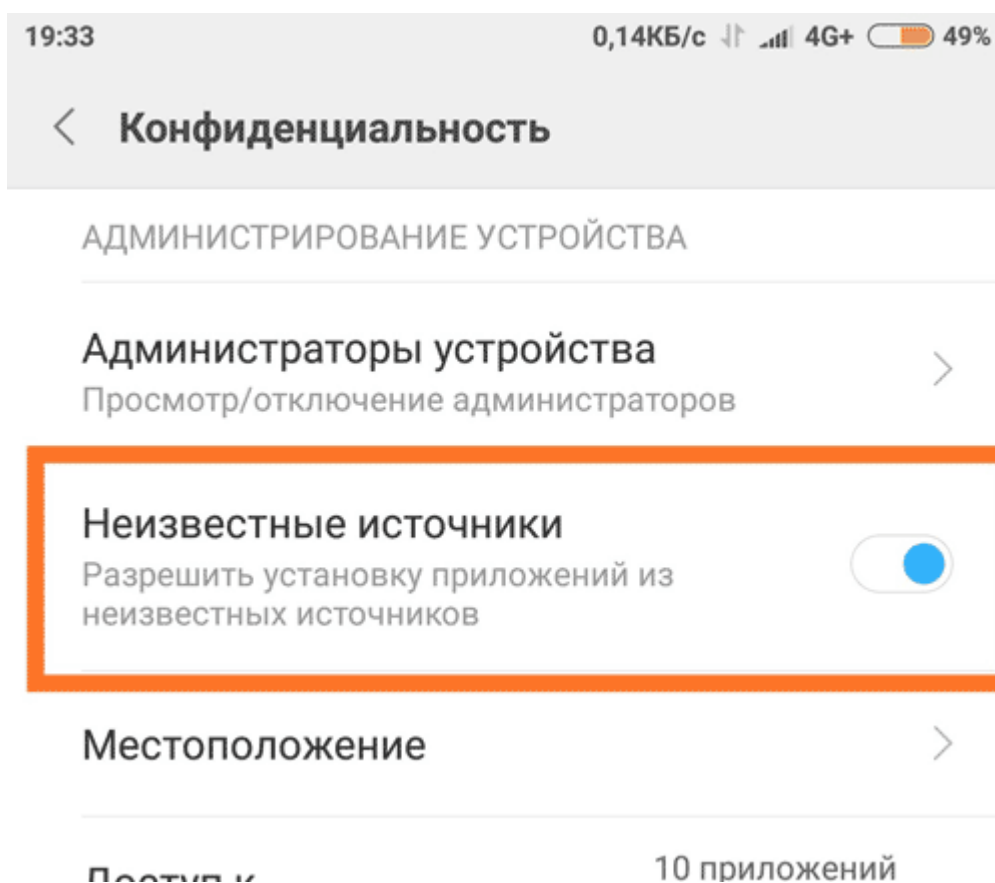 19:33 0,14КБ/с 4G+ 49%
Конфиденциальность
АДМИНИСТРИРОВАНИЕ УСТРОЙСТВА
Администраторы устройства
Просмотр/отключение администраторов
Неизвестные источники
Разрешить установку приложений из
неизвестных источников
Местоположение
10 приложений
Доступ к